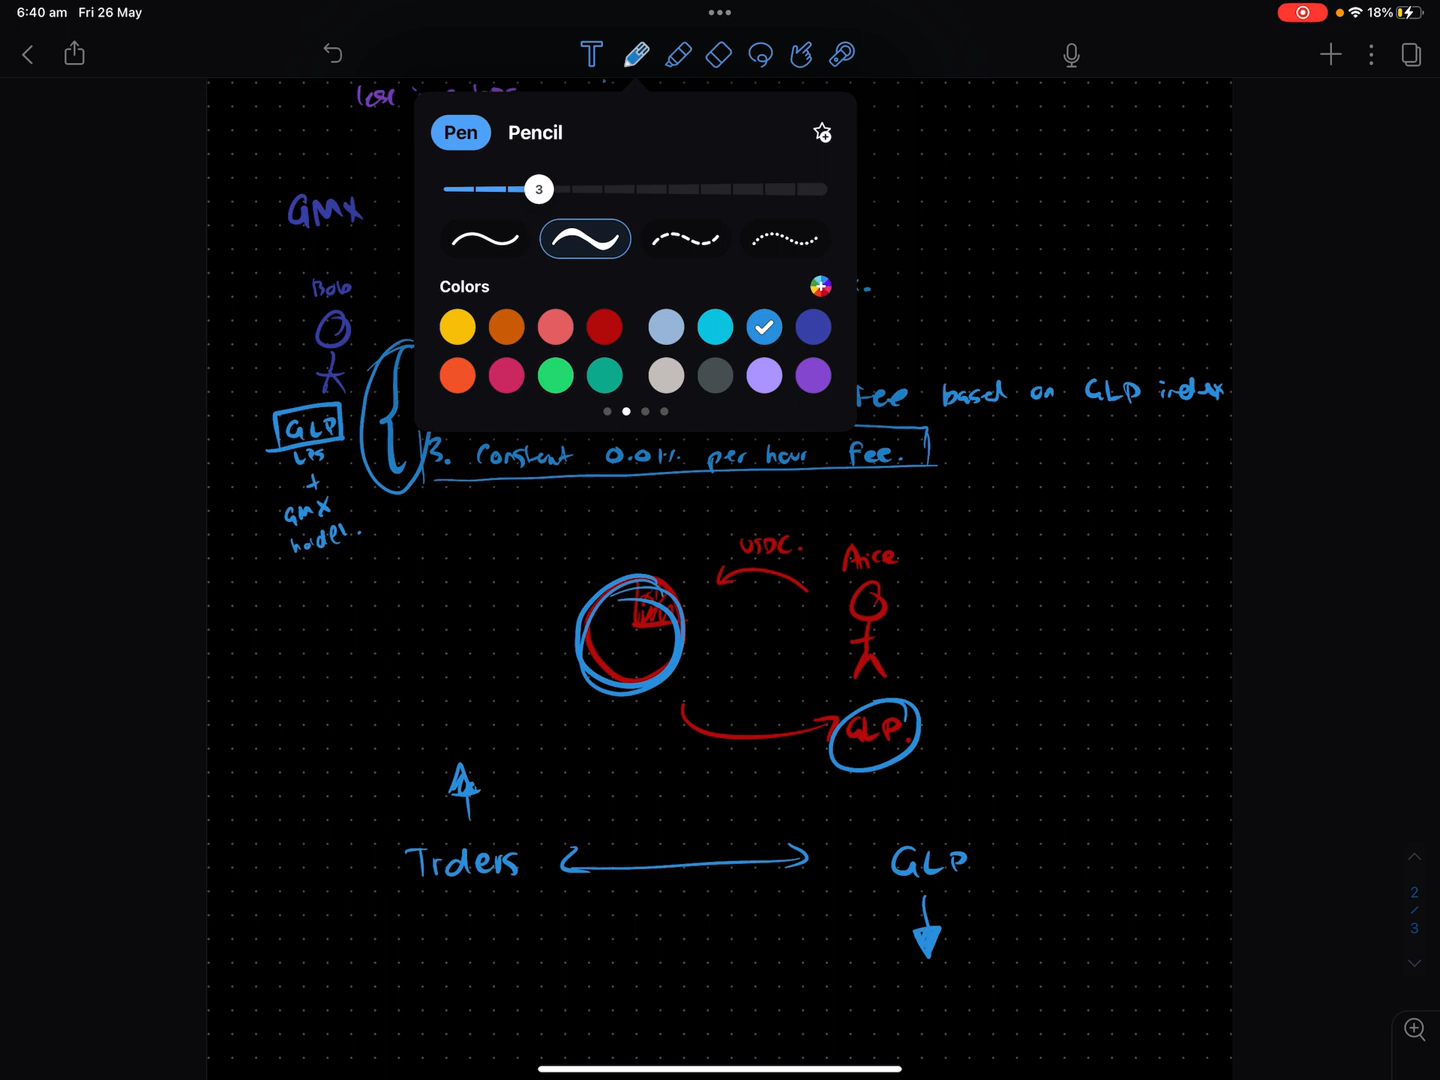 6:40 am Fri 26 May
18%
Pen Pencil
3
Colors
GMX
Bob
Fee based on GLP index
GLP
3. Constant 0.01% per hour fee.
LPs
+
GMX
holder..
USDC.
Alice
GLP.
Trders
GLP
2
/
3